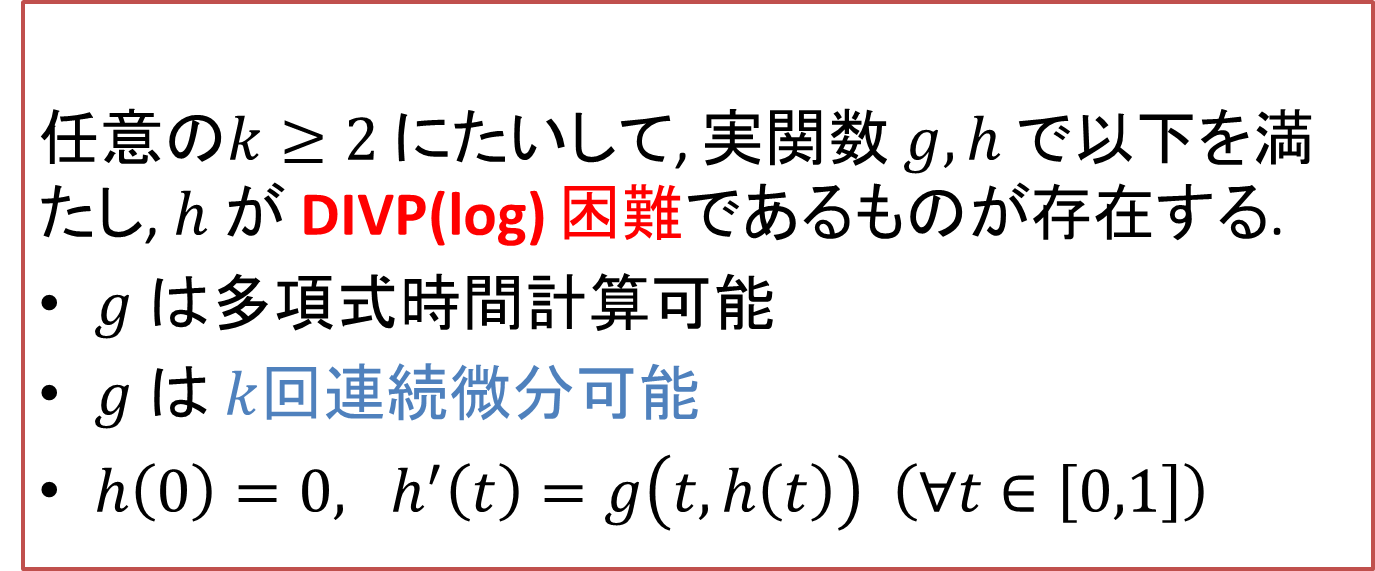 任意の𝑘 ≥ 2 にたいして, 実関数 𝑔, ℎ で以下を満
たし, ℎ が DIVP(log) 困難であるものが存在する.
• 𝑔 は多項式時間計算可能
• 𝑔 は 𝑘回連続微分可能
• ℎ(0) = 0, ℎ′(𝑡) = 𝑔(𝑡, ℎ(𝑡)) (∀𝑡 ∈ [0,1])